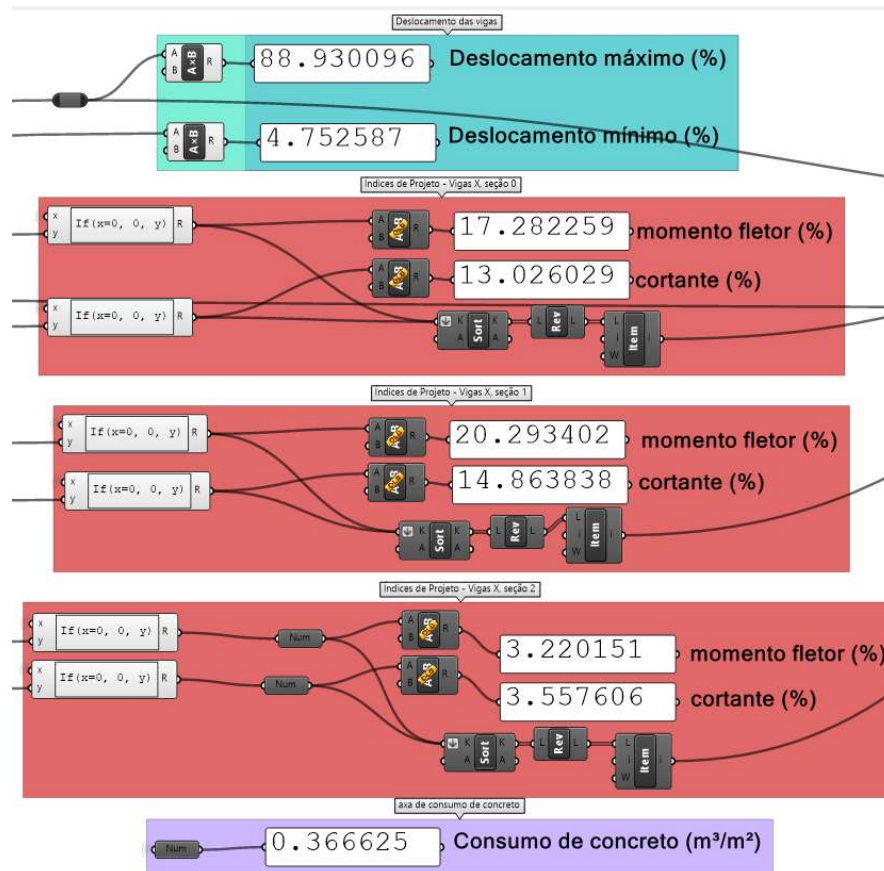 Deslocamento das vigas
A B A×B R 88.930096 Deslocamento máximo (%)
A B A×B R 4.752587 Deslocamento mínimo (%)
Índices de Projeto - Vigas X, seção 0
x y If(x=0, 0, y) R A B A×B R 17.282259 momento fletor (%)
A B A×B R 13.026029 cortante (%)
x y If(x=0, 0, y) R K A Sort K A L Rev L L i W Item i
Índices de Projeto - Vigas X, seção 1
x y If(x=0, 0, y) R A B A×B R 20.293402 momento fletor (%)
x y If(x=0, 0, y) R A B A×B R 14.863838 cortante (%)
K A Sort K A L Rev L L i W Item i
Índices de Projeto - Vigas X, seção 2
x y If(x=0, 0, y) R Num A B A×B R 3.220151 momento fletor (%)
x y If(x=0, 0, y) R Num A B A×B R 3.557606 cortante (%)
K A Sort K A L Rev L L i W Item i
axa de consumo de concreto
Num 0.366625 Consumo de concreto (m³/m²)